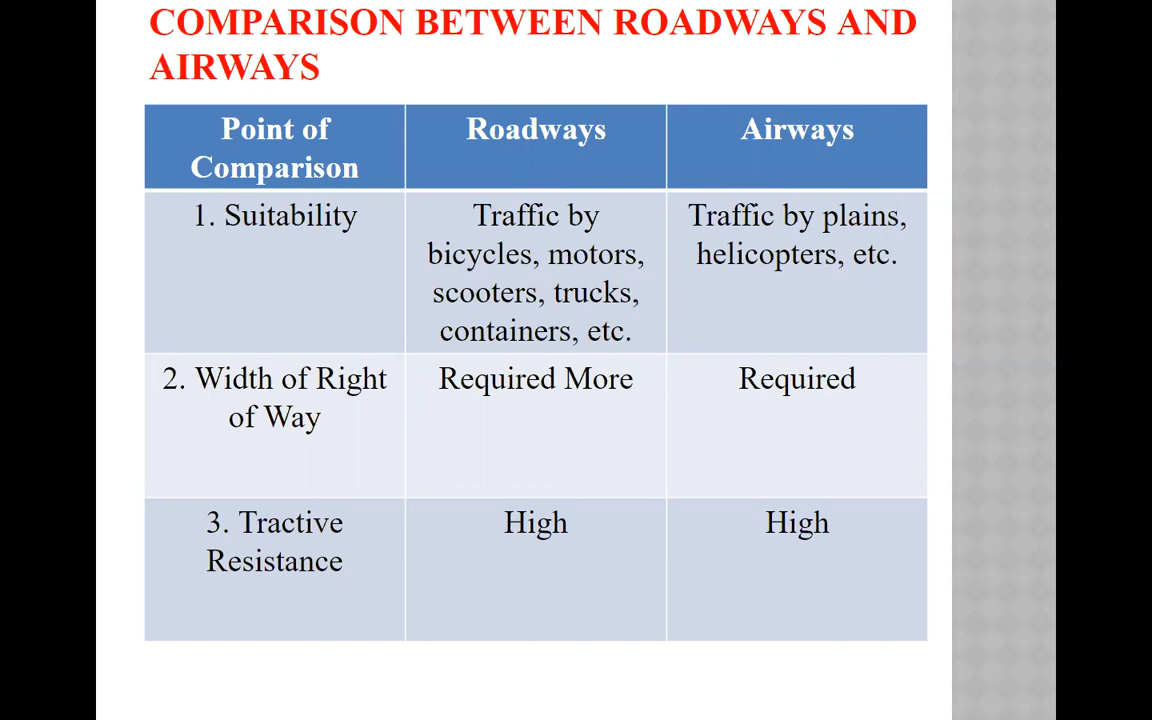 COMPARISON BETWEEN ROADWAYS AND
AIRWAYS
Point of
Comparison
Roadways
Airways
1. Suitability
Traffic by
bicycles, motors,
scooters, trucks,
containers, etc.
Traffic by plains,
helicopters, etc.
2. Width of Right
of Way
Required More
Required
3. Tractive
Resistance
High
High